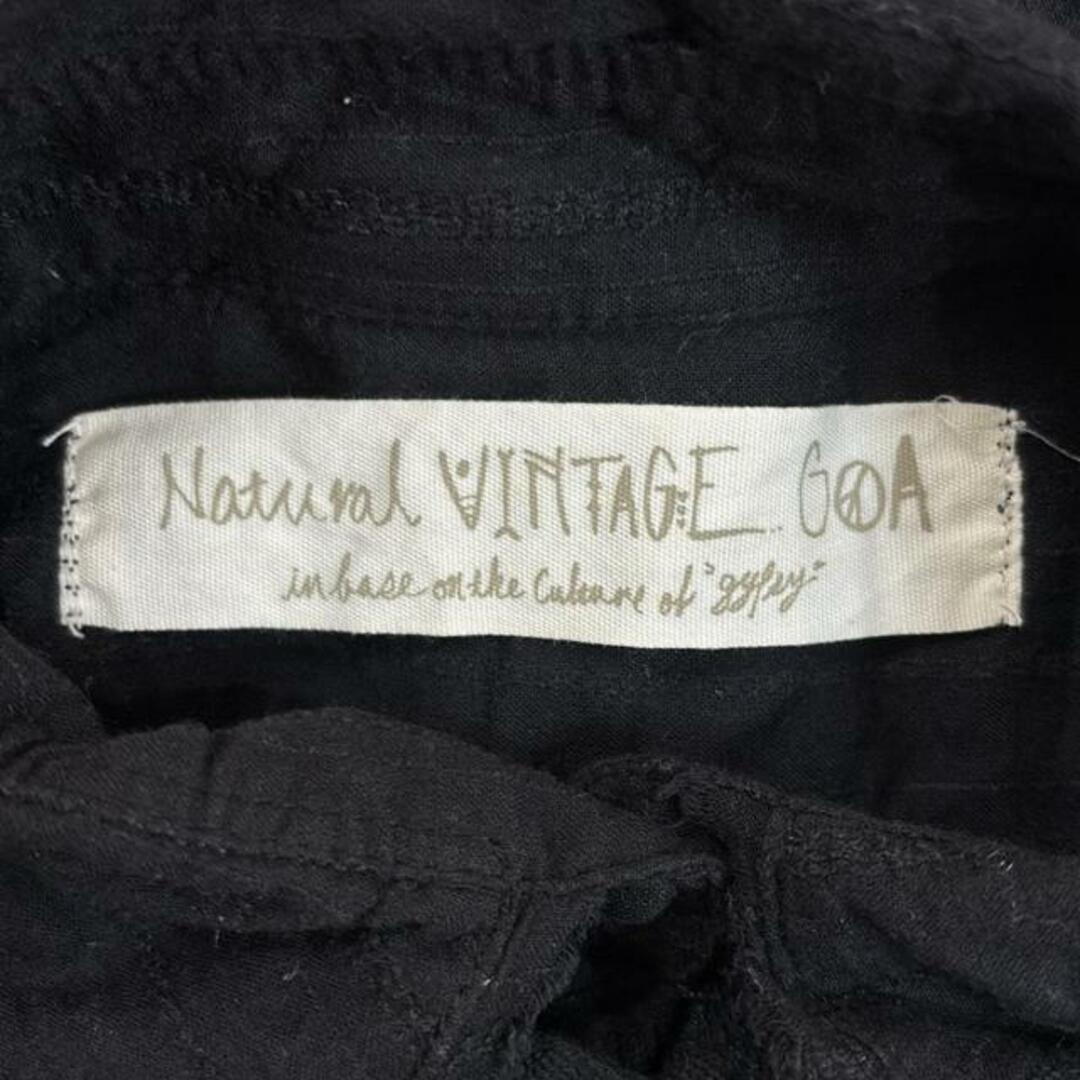 Natural VINTAGE.. GOA
in base on the Culture of "gypsy"